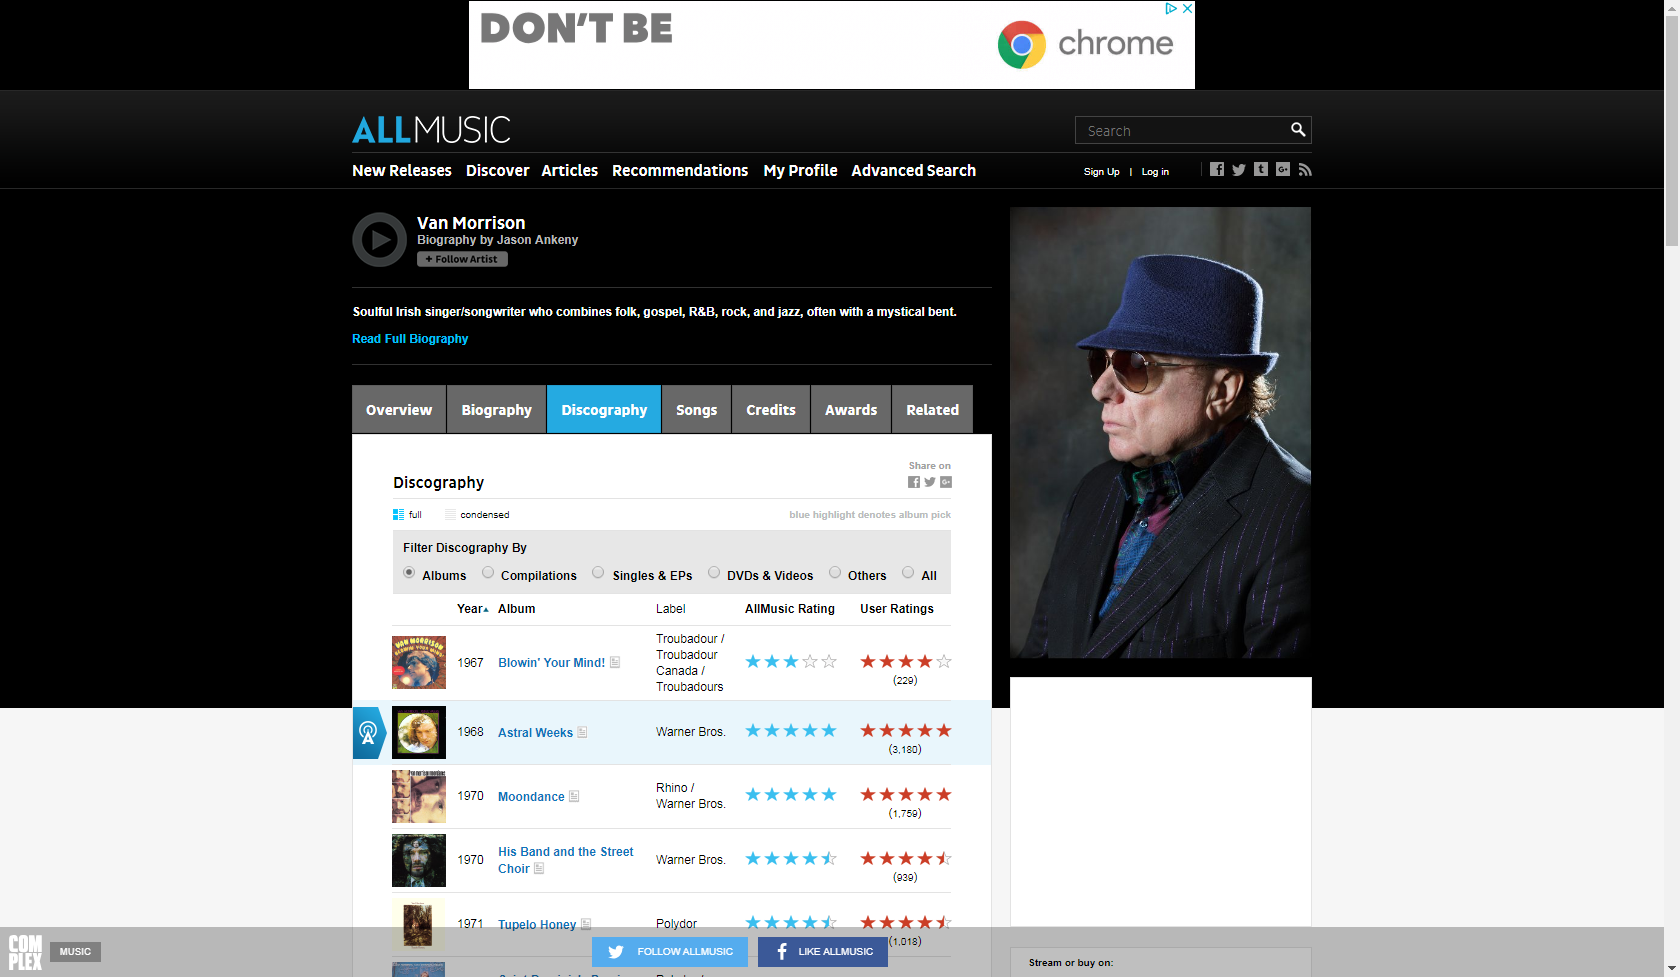 DON'T BE
chrome
ALLMUSIC
Search
New Releases Discover Articles Recommendations My Profile Advanced Search
Sign Up | Log in
Van Morrison
Biography by Jason Ankeny
+ Follow Artist
Soulful Irish singer/songwriter who combines folk, gospel, R&B, rock, and jazz, often with a mystical bent.
Read Full Biography
Overview Biography Discography Songs Credits Awards Related
Share on
Discography
full condensed blue highlight denotes album pick
Filter Discography By
Albums Compilations Singles & EPs DVDs & Videos Others All
Year Album Label AllMusic Rating User Ratings
VAN MORRISON
BLOWIN' YOUR MIND!
1967 Blowin' Your Mind!
Troubadour /
Troubadour
Canada /
Troubadours
(229)
1968 Astral Weeks Warner Bros.
(3,180)
1970 Moondance
Rhino /
Warner Bros.
(1,759)
1970
His Band and the Street
Choir
Warner Bros.
(939)
1971 Tupelo Honey Polydor
(1,018)
COM
PLEX
MUSIC
FOLLOW ALLMUSIC
LIKE ALLMUSIC
Stream or buy on: